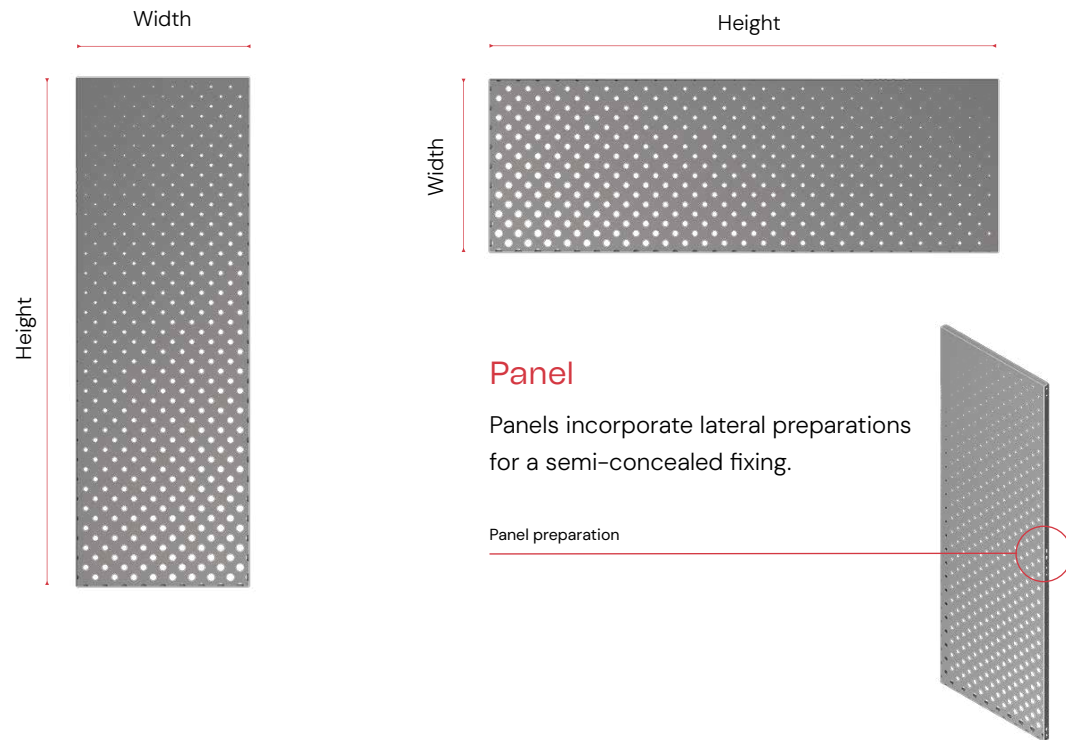 Width
Height
Height
Width
Panel
Panels incorporate lateral preparations
for a semi-concealed fixing.
Panel preparation